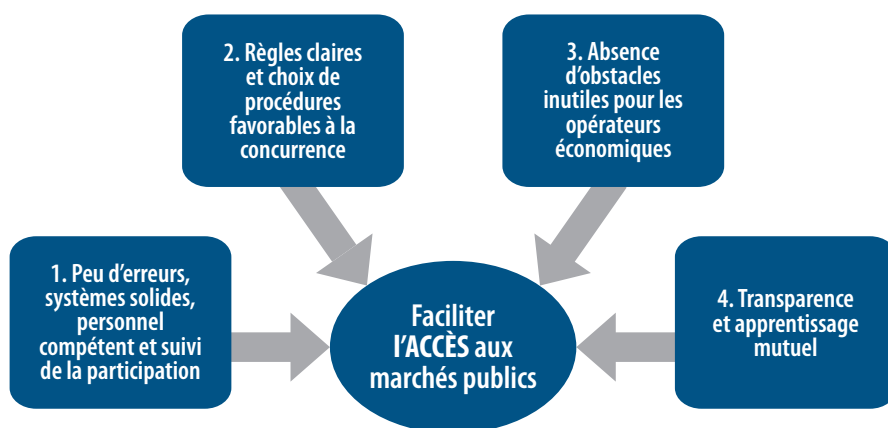 1. Peu d'erreurs,
systèmes solides,
personnel
compétent et suivi
de la participation
2. Règles claires
et choix de
procédures
favorables à la
concurrence
3. Absence
d'obstacles
inutiles pour les
opérateurs
économiques
4. Transparence
et apprentissage
mutuel
Faciliter
l'ACCÈS aux
marchés publics